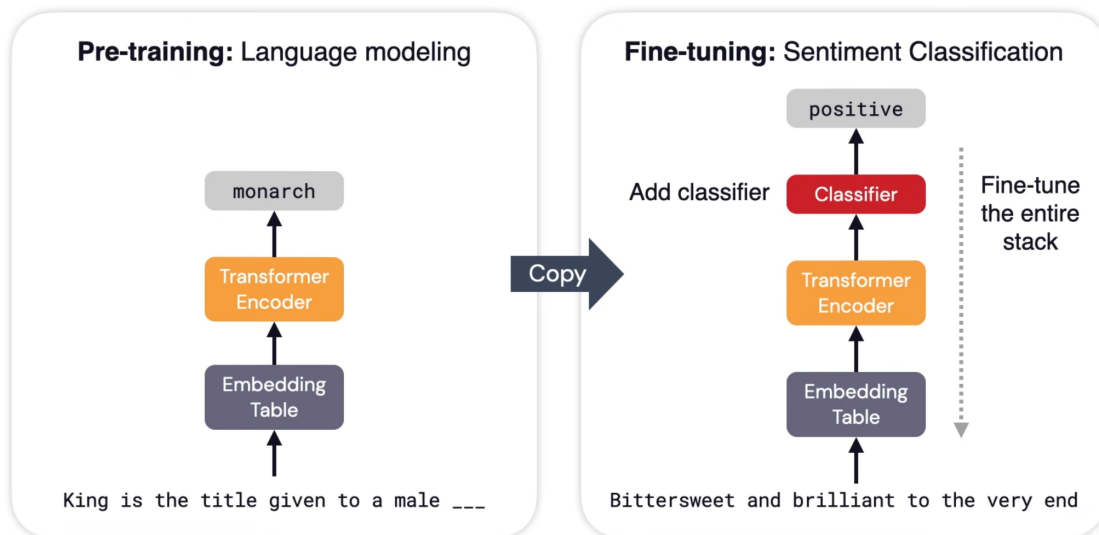 Pre-training: Language modeling
monarch
Transformer
Encoder
Embedding
Table
King is the title given to a male ___
Copy
Fine-tuning: Sentiment Classification
positive
Add classifier
Classifier
Fine-tune
the entire
stack
Transformer
Encoder
Embedding
Table
Bittersweet and brilliant to the very end